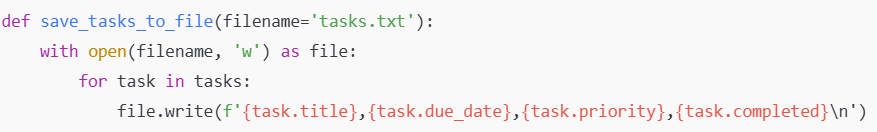 def save_tasks_to_file(filename='tasks.txt'):
    with open(filename, 'w') as file:
        for task in tasks:
            file.write(f'{task.title},{task.due_date},{task.priority},{task.completed}\n')